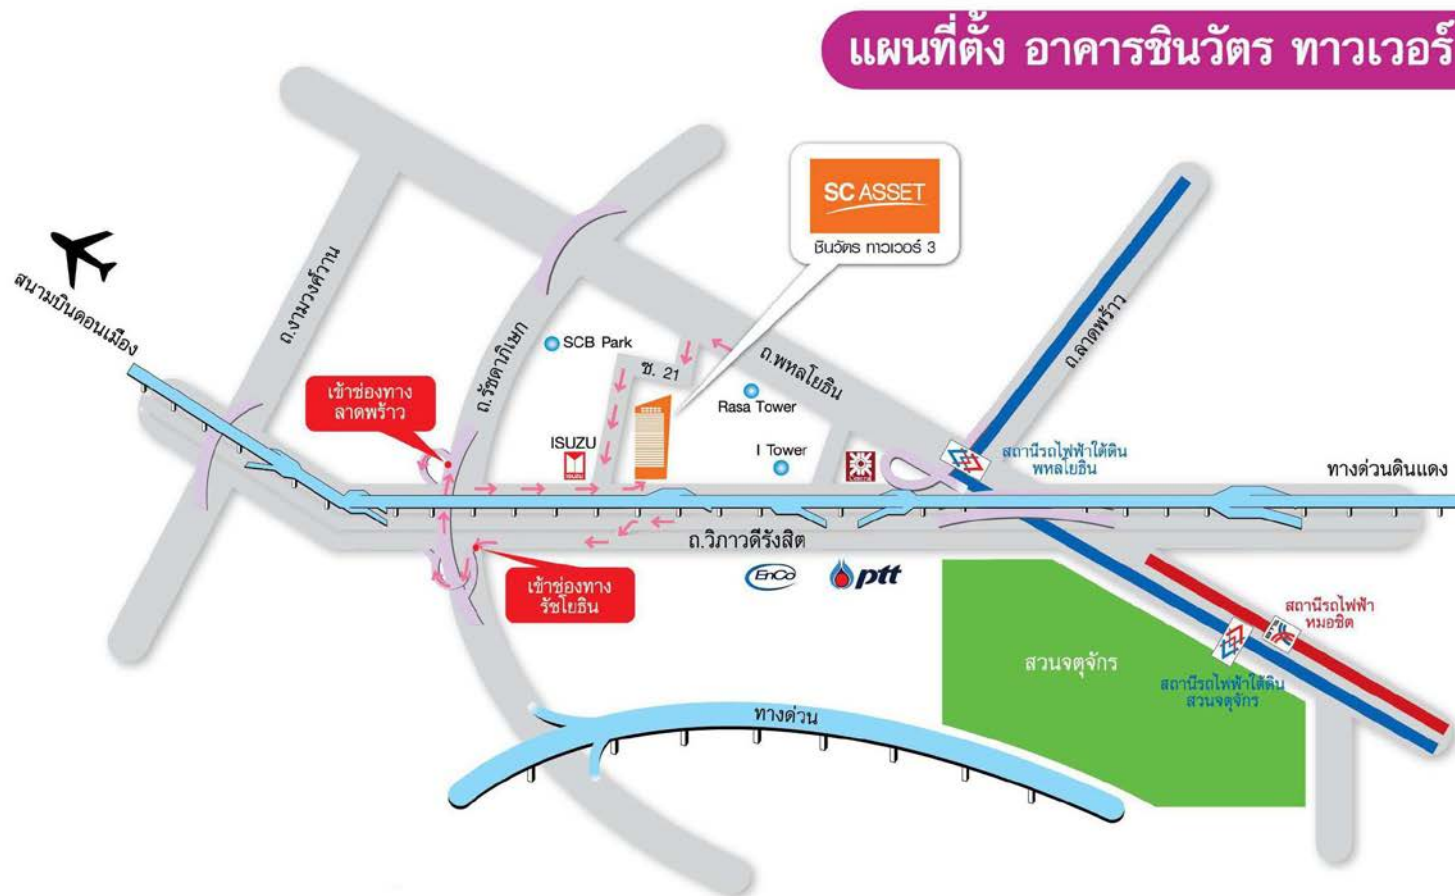 แผนที่ตั้ง อาคารชินวัตร ทาวเวอร์
SC ASSET
ชินวัตร ทาวเวอร์ 3
สนามบินดอนเมือง
ถ.งามวงศ์วาน
ถ.รัชดาภิเษก
SCB Park
ซ. 21
ถ.พหลโยธิน
ถ.ลาดพร้าว
เข้าช่องทาง
ลาดพร้าว
Rasa Tower
ISUZU
ISUZU
I Tower
สถานีรถไฟฟ้าใต้ดิน
พหลโยธิน
ทางด่วนดินแดง
ถ.วิภาวดีรังสิต
เข้าช่องทาง
รัชโยธิน
EnCo
ptt
สถานีรถไฟฟ้า
หมอชิต
BTS
สวนจตุจักร
สถานีรถไฟฟ้าใต้ดิน
สวนจตุจักร
ทางด่วน